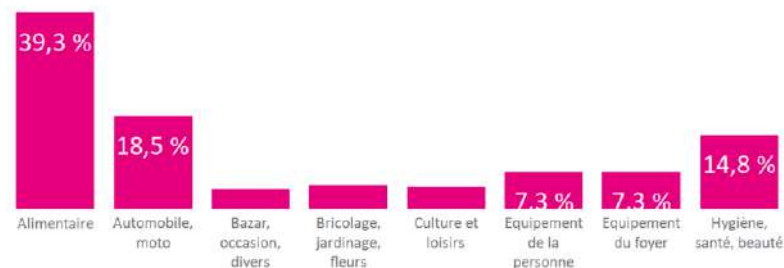 39,3 %
18,5 %
7,3 %
7,3 %
14,8 %
Alimentaire
Automobile,
moto
Bazar,
occasion,
divers
Bricolage,
jardinage,
fleurs
Culture et
loisirs
Equipement
de la
personne
Equipement
du foyer
Hygiène,
santé, beauté